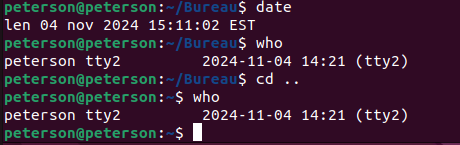 peterson@peterson:~/Bureau$ date
len 04 nov 2024 15:11:02 EST
peterson@peterson:~/Bureau$ who
peterson tty2         2024-11-04 14:21 (tty2)
peterson@peterson:~/Bureau$ cd ..
peterson@peterson:~$ who
peterson tty2         2024-11-04 14:21 (tty2)
peterson@peterson:~$